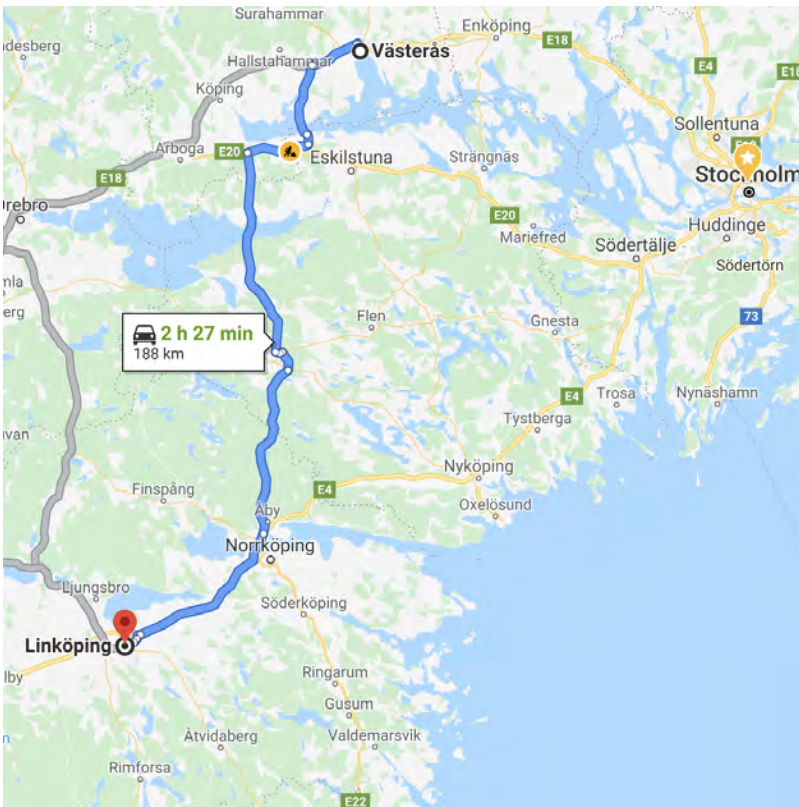 Surahammar
Enköping
E18
Västerås
E4
E18
desberg
Hallstahammar
Köping
Sollentuna
Arboga
E20
Eskilstuna
Strängnäs
Stockholm
E18
rebro
E20
Mariefred
Huddinge
Södertälje
Södertörn
mla
erg
Flen
Gnesta
73
2 h 27 min
188 km
E4
Trosa
Nynäshamn
Tystberga
van
Nyköping
Finspång
E4
Oxelösund
Åby
Norrköping
Ljungsbro
Söderköping
Linköping
lby
Ringarum
Gusum
Åtvidaberg
Valdemarsvik
Rimforsa
E22